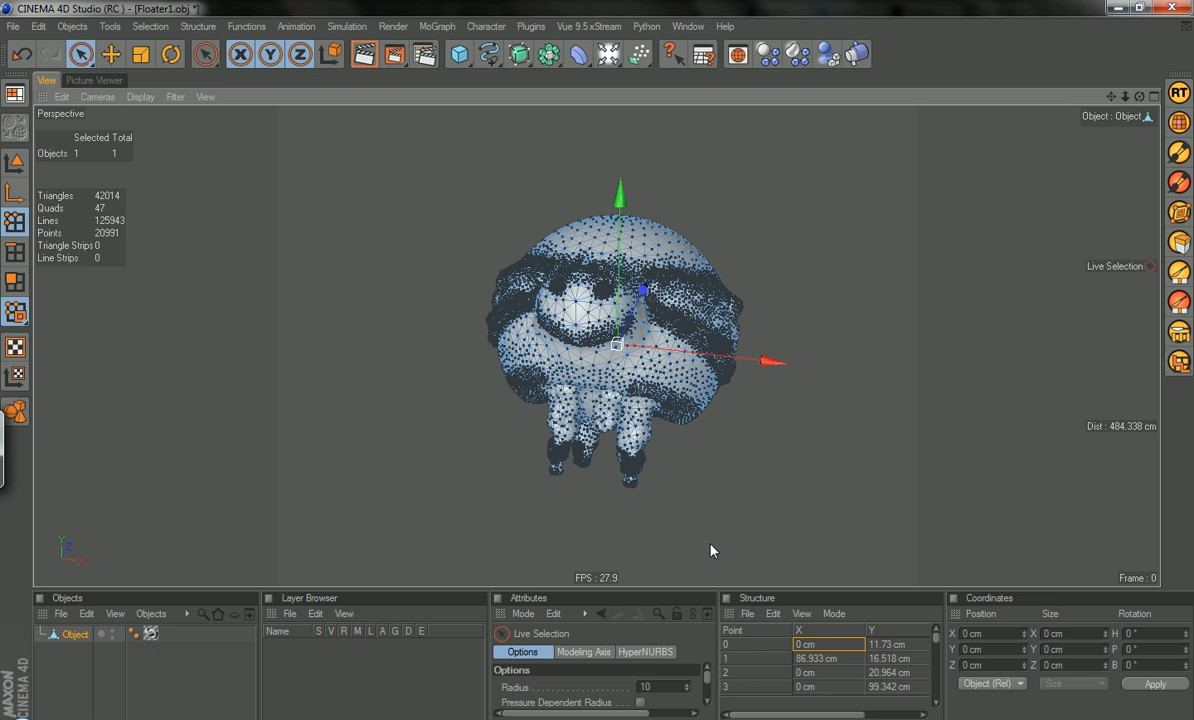 CINEMA 4D Studio (RC ) - [Floater1.obj *]
File Edit Objects Tools Selection Structure Functions Animation Simulation Render MoGraph Character Plugins Vue 9.5 xStream Python Window Help
X Y Z
View Picture Viewer
Edit Cameras Display Filter View
RT
Perspective
Object : Object
Selected Total
Objects 1 1
Triangles 42014
Quads 47
Lines 125943
Points 20991
Triangle Strips 0
Line Strips 0
Live Selection
Dist : 484.338 cm
Y Z X
FPS : 27.9
Frame : 0
Objects
File Edit View Objects
Object
Layer Browser
File Edit View
Name S V R M L A G D E
Attributes
Mode Edit
Live Selection
Options Modeling Axis HyperNURBS
Options
Radius 10
Pressure Dependent Radius
Structure
File Edit View Mode
Point X Y
0 0 cm 11.73 cm
1 86.933 cm 16.518 cm
2 0 cm 20.964 cm
3 0 cm 99.342 cm
Coordinates
Position Size Rotation
X 0 cm X 0 cm H 0 °
Y 0 cm Y 0 cm P 0 °
Z 0 cm Z 0 cm B 0 °
Object (Rel) Size Apply
MAXON
CINEMA 4D